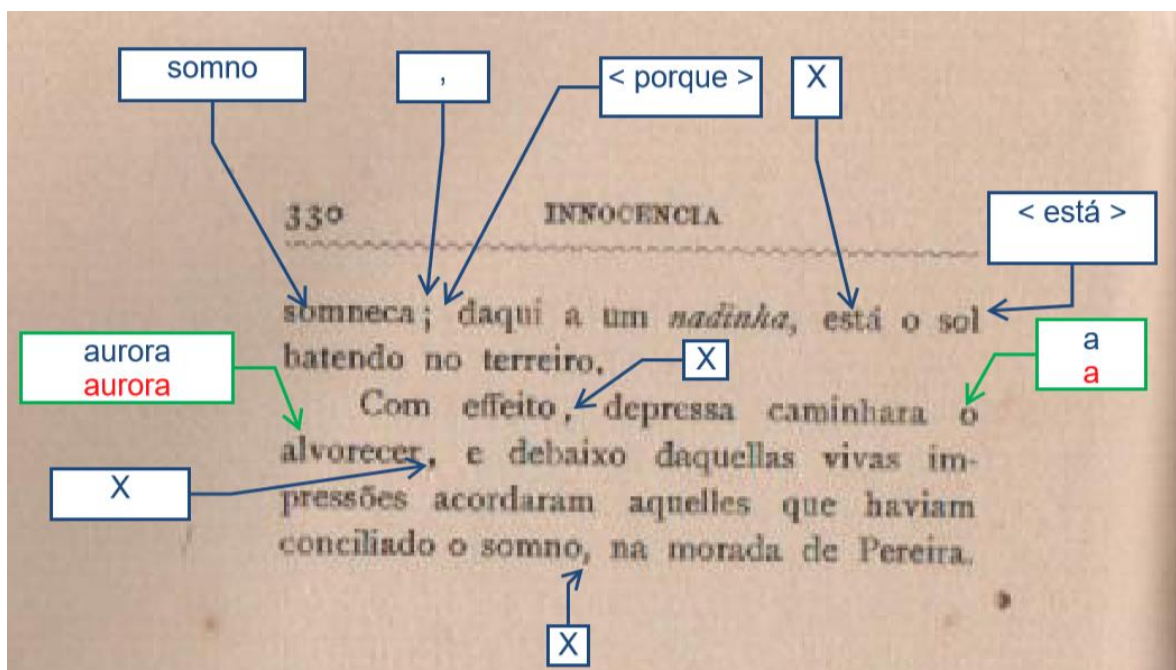 somno , < porque > X
330 INNOCENCIA
< está >
somneca; daqui a um nadinha, está o sol
batendo no terreiro.
aurora
aurora
X
a
a
Com effeito, depressa caminhara o
alvorecer, e debaixo daquellas vivas im-
X
pressões acordaram aquelles que haviam
conciliado o somno, na morada de Pereira.
X